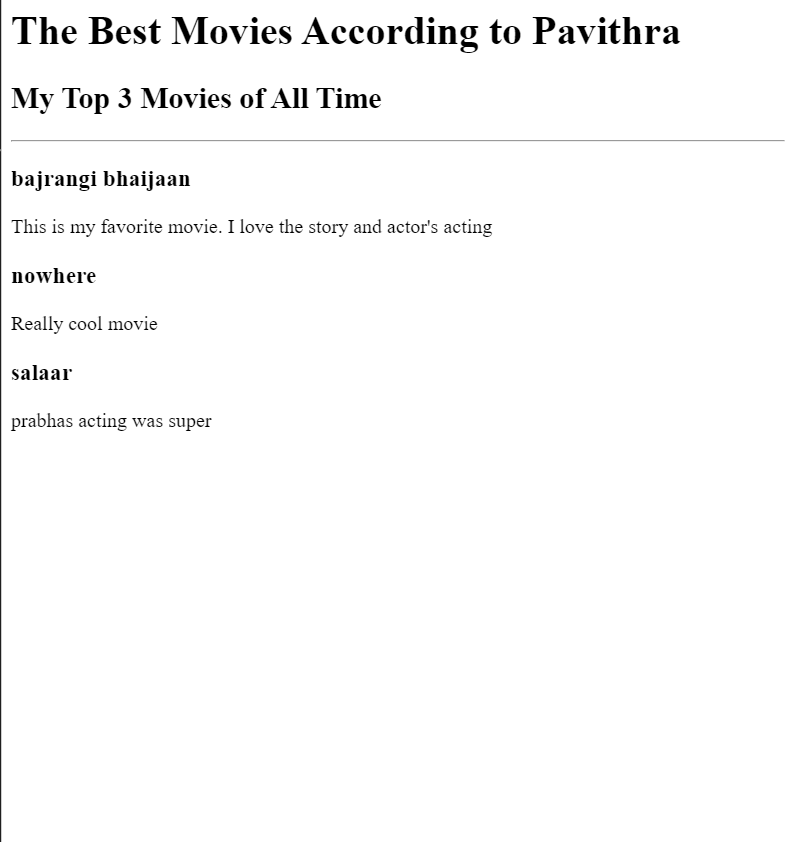 The Best Movies According to Pavithra
My Top 3 Movies of All Time
bajrangi bhaijaan
This is my favorite movie. I love the story and actor's acting
nowhere
Really cool movie
salaar
prabhas acting was super